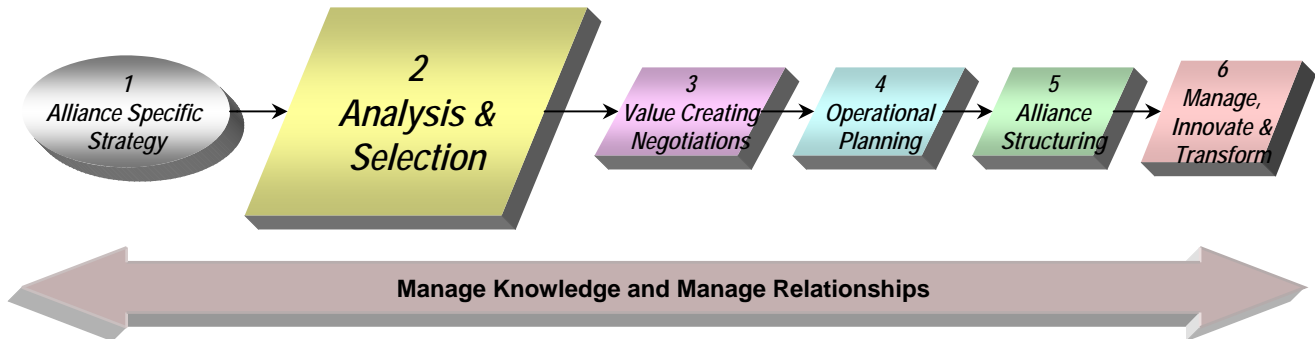 1
Alliance Specific
Strategy
2
Analysis &
Selection
3
Value Creating
Negotiations
4
Operational
Planning
5
Alliance
Structuring
6
Manage,
Innovate &
Transform
Manage Knowledge and Manage Relationships